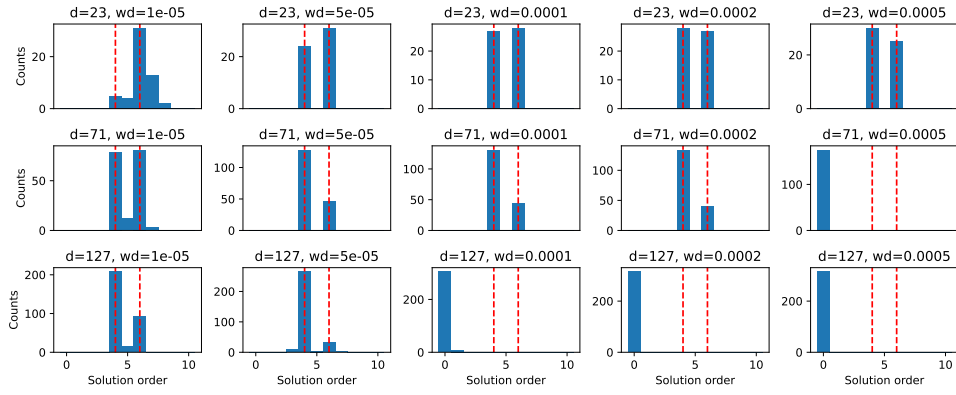 d=23, wd=1e-05
d=23, wd=5e-05
d=23, wd=0.0001
d=23, wd=0.0002
d=23, wd=0.0005
Counts
20
0
20
0
20
0
20
0
20
0
d=71, wd=1e-05
d=71, wd=5e-05
d=71, wd=0.0001
d=71, wd=0.0002
d=71, wd=0.0005
Counts
50
0
100
50
0
100
50
0
100
50
0
100
0
d=127, wd=1e-05
d=127, wd=5e-05
d=127, wd=0.0001
d=127, wd=0.0002
d=127, wd=0.0005
Counts
200
100
0
200
100
0
200
0
200
0
200
0
0 5 10
0 5 10
0 5 10
0 5 10
0 5 10
Solution order
Solution order
Solution order
Solution order
Solution order